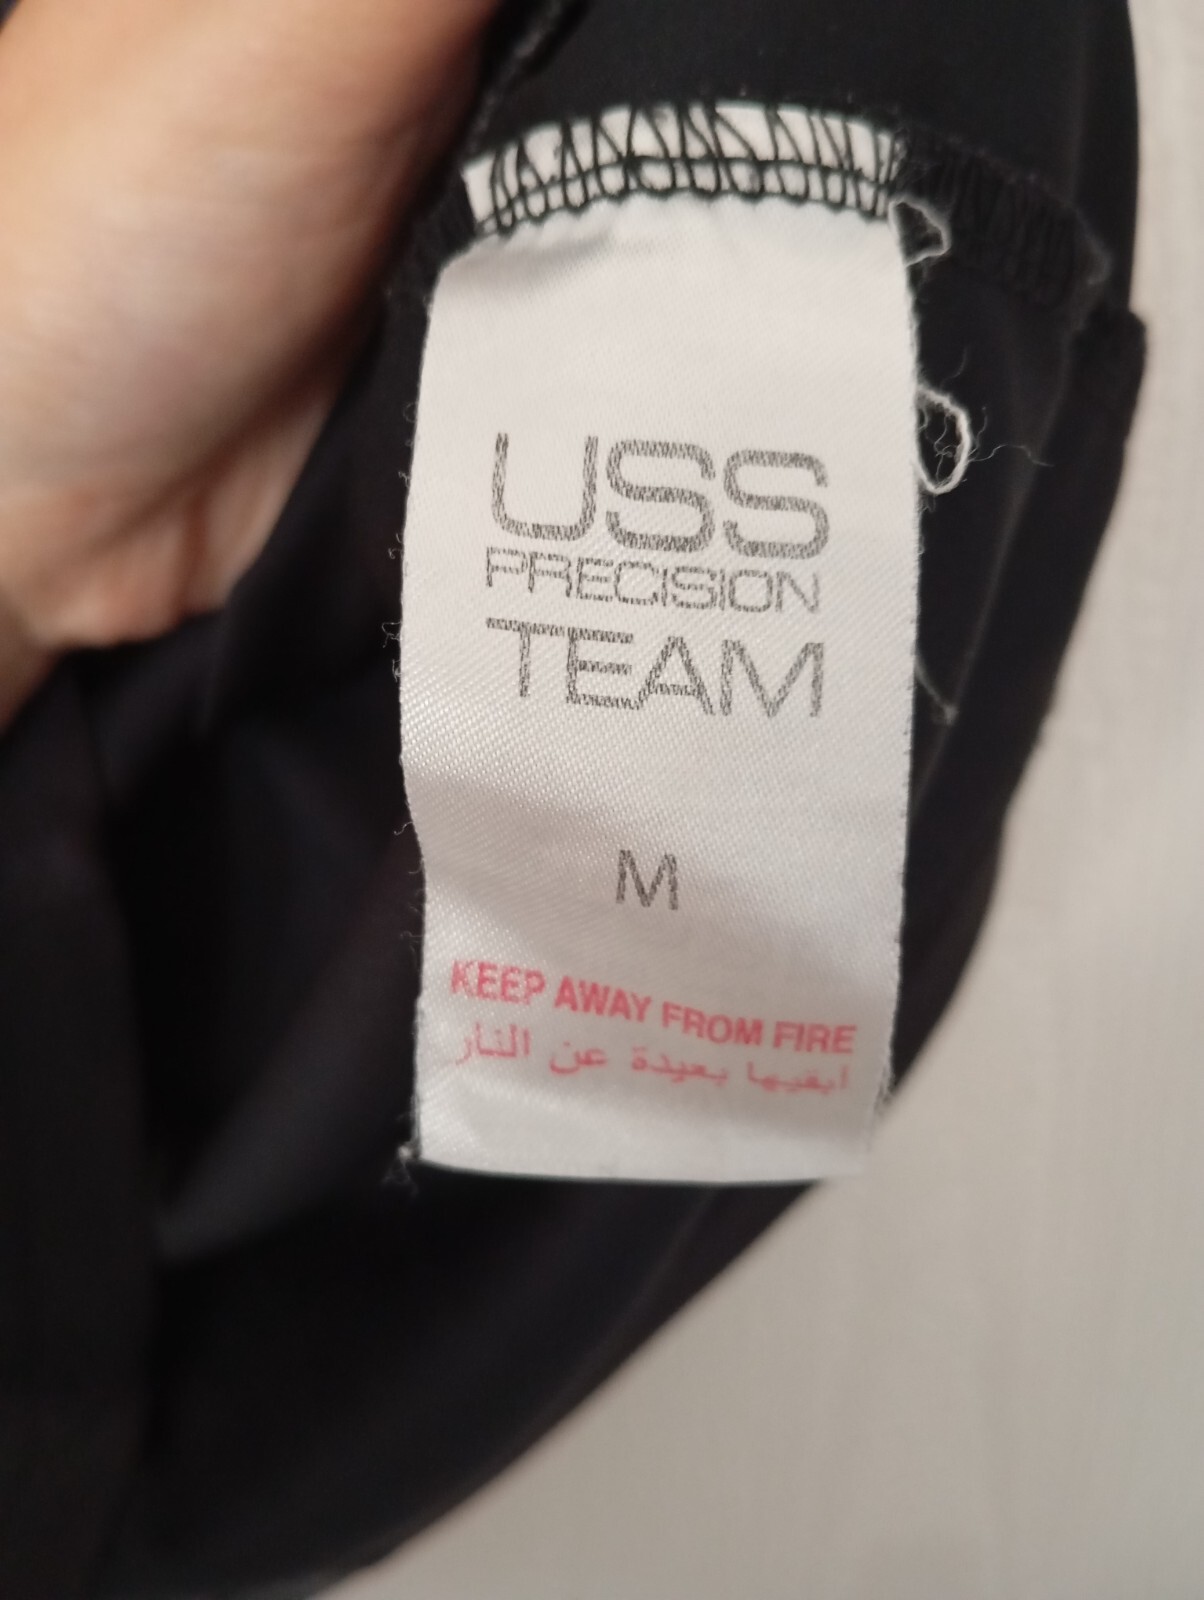 USS
PRECISION
TEAM
M
KEEP AWAY FROM FIRE
ابقيها بعيدة عن النار